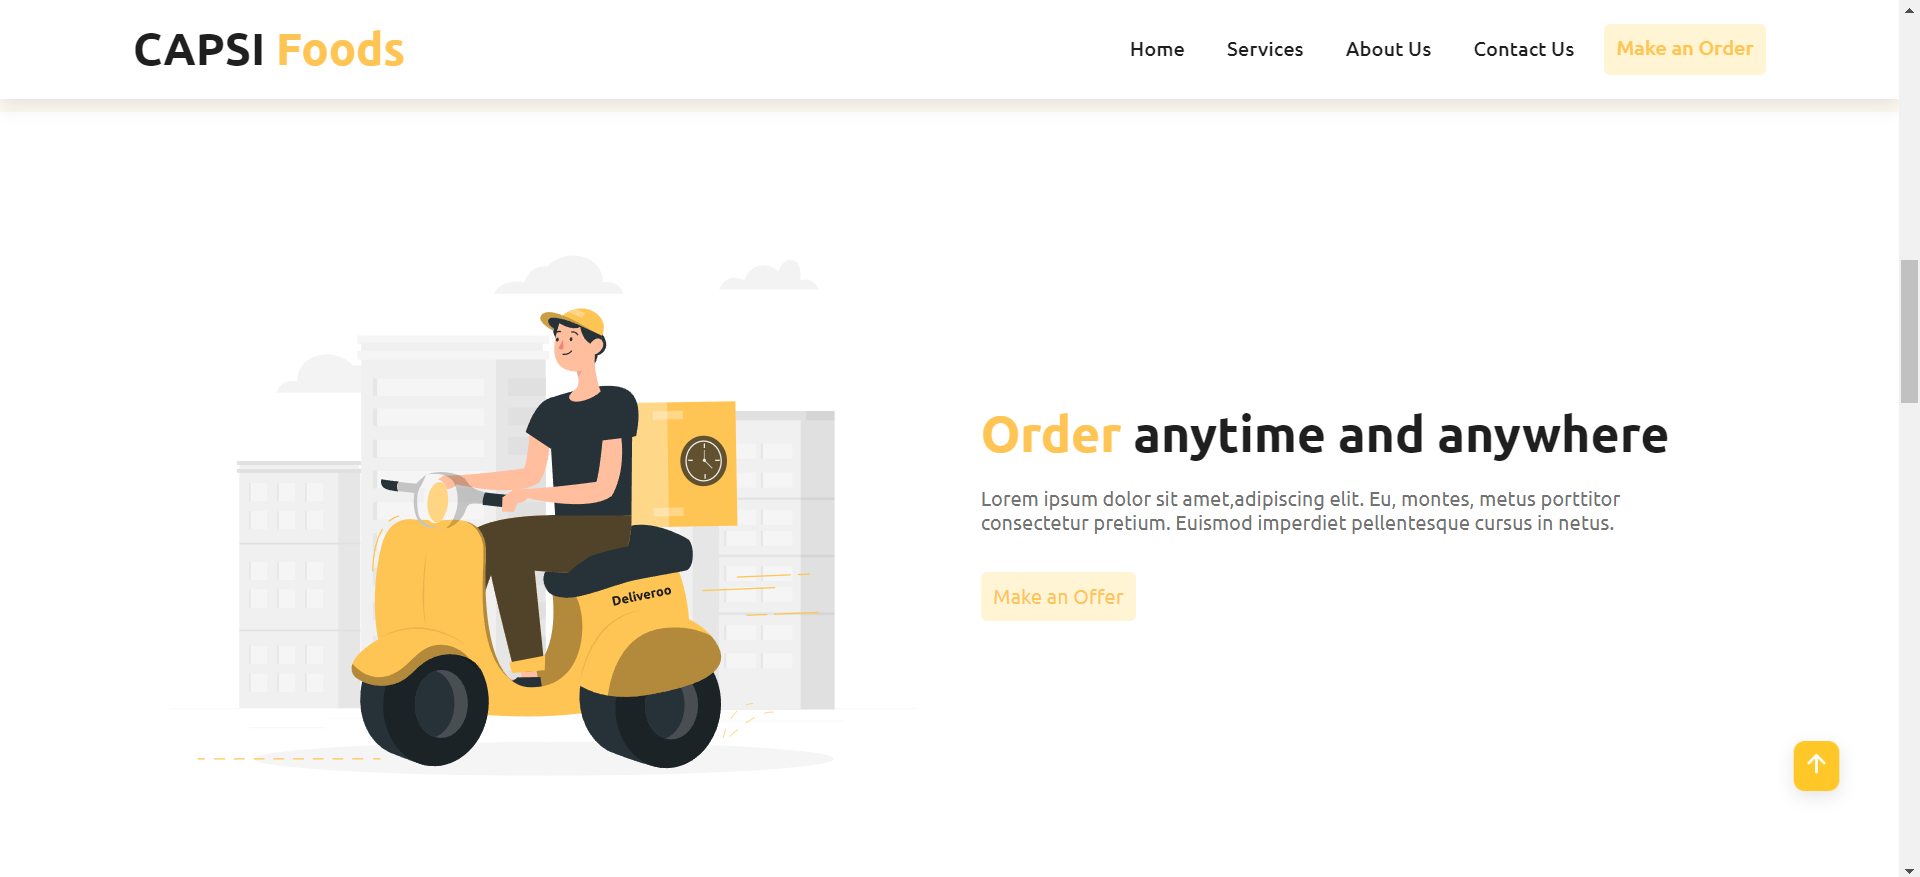 CAPSI Foods
Home Services About Us Contact Us Make an Order
Order anytime and anywhere
Lorem ipsum dolor sit amet,adipiscing elit. Eu, montes, metus porttitor
consectetur pretium. Euismod imperdiet pellentesque cursus in netus.
Make an Offer
Deliveroo